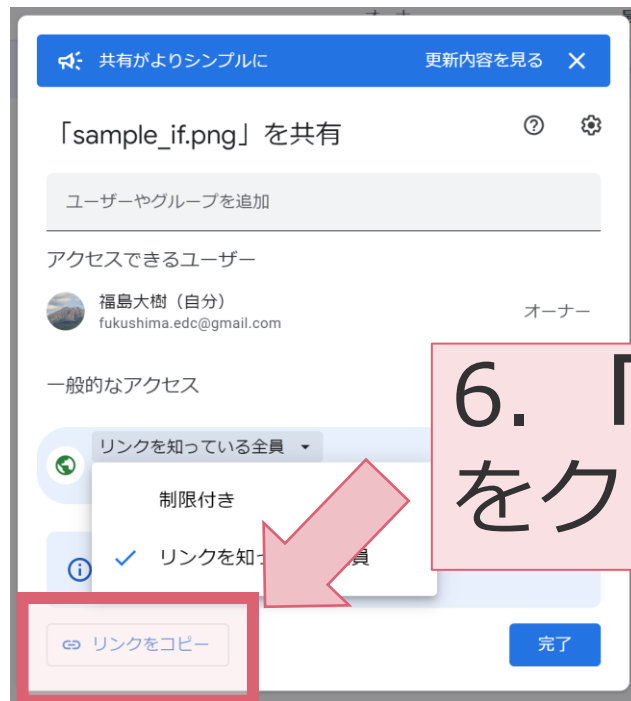 共有がよりシンプルに 更新内容を見る
「sample_if.png」を共有
ユーザーやグループを追加
アクセスできるユーザー
福島大樹（自分）
fukushima.edc@gmail.com
オーナー
一般的なアクセス
6.「
をク
リンクを知っている全員
制限付き
リンクを知っ 員
リンクをコピー
完了